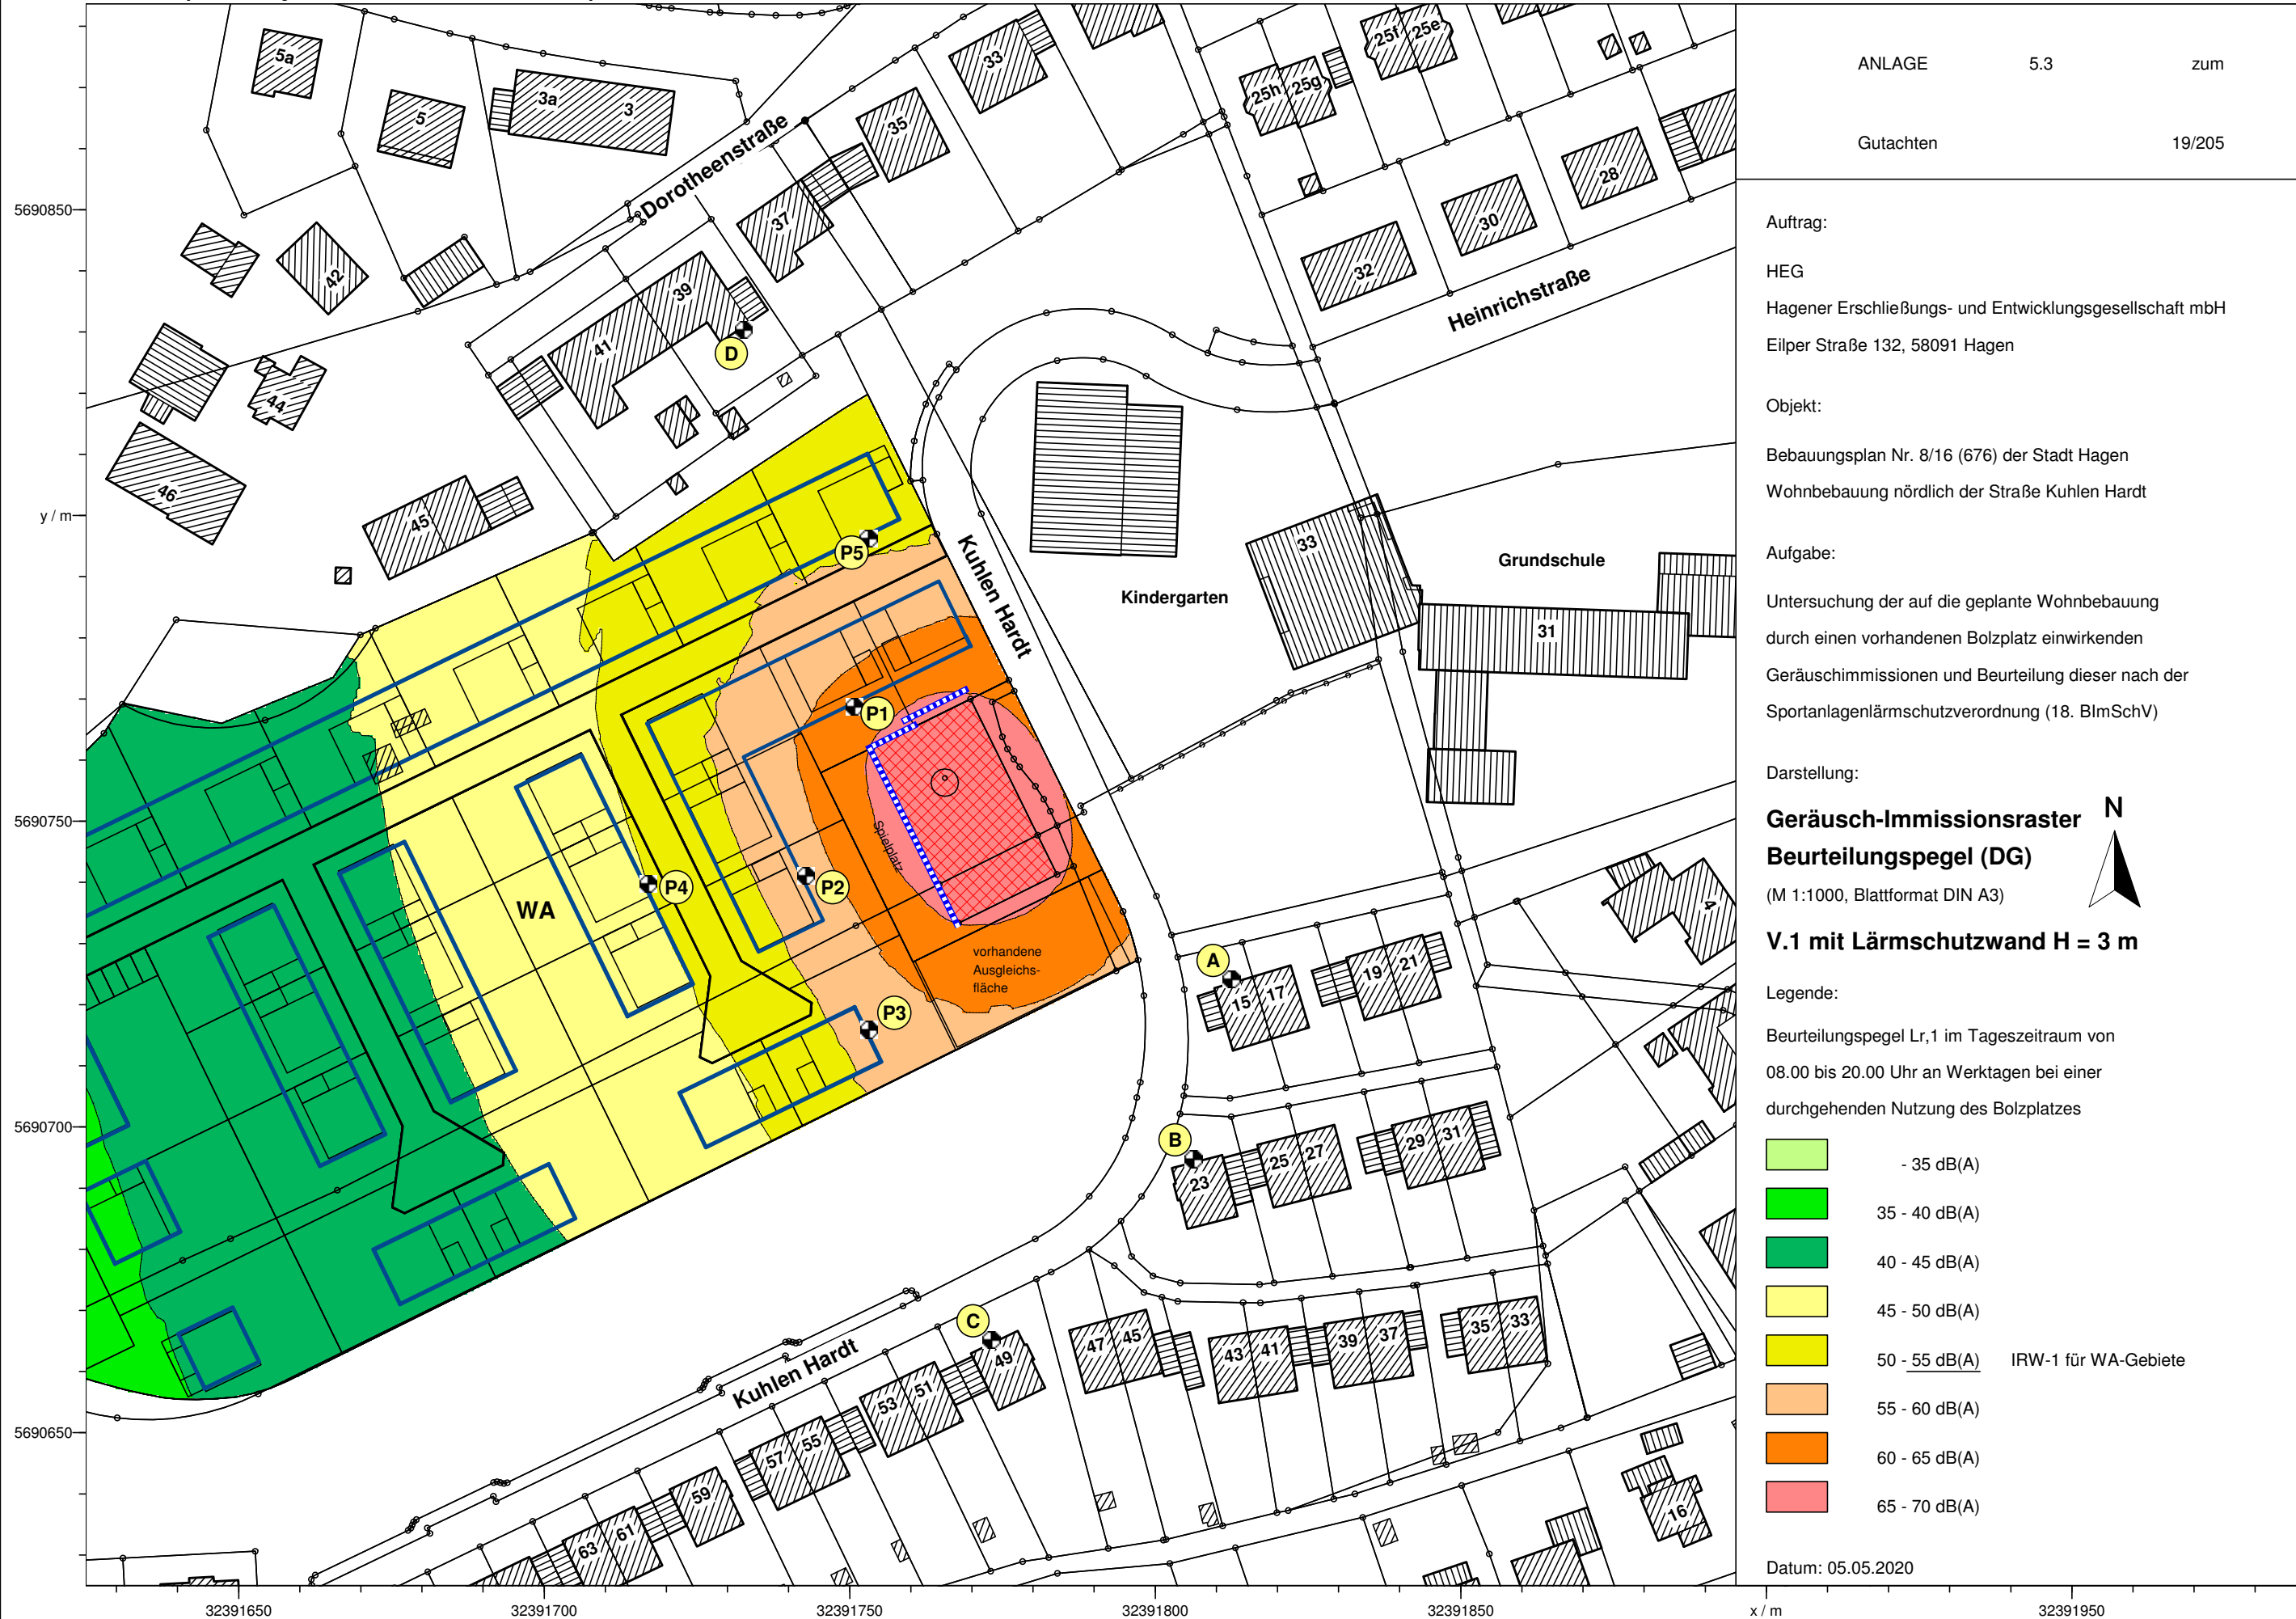 ANLAGE 5.3 zum
Gutachten 19/205
Auftrag:
HEG
Hagener Erschließungs- und Entwicklungsgesellschaft mbH
Eilper Straße 132, 58091 Hagen
Objekt:
Bebauungsplan Nr. 8/16 (676) der Stadt Hagen
Wohnbebauung nördlich der Straße Kuhlen Hardt
Aufgabe:
Untersuchung der auf die geplante Wohnbebauung
durch einen vorhandenen Bolzplatz einwirkenden
Geräuschimmissionen und Beurteilung dieser nach der
Sportanlagenlärmschutzverordnung (18. BImSchV)
Darstellung:
Geräusch-Immissionsraster
Beurteilungspegel (DG)
(M 1:1000, Blattformat DIN A3)
N
V.1 mit Lärmschutzwand H = 3 m
Legende:
Beurteilungspegel Lr,1 im Tageszeitraum von
08.00 bis 20.00 Uhr an Werktagen bei einer
durchgehenden Nutzung des Bolzplatzes
- 35 dB(A)
35 - 40 dB(A)
40 - 45 dB(A)
45 - 50 dB(A)
50 - 55 dB(A) IRW-1 für WA-Gebiete
55 - 60 dB(A)
60 - 65 dB(A)
65 - 70 dB(A)
Datum: 05.05.2020
5a
5
3a
3
33
35
37
39
41
42
44
46
45
25f
25e
25h
25g
28
30
32
Dorotheenstraße
Heinrichstraße
Kuhlen Hardt
Kindergarten
33
Grundschule
31
4
D
P5
P1
P2
P4
P3
WA
Spielplatz
vorhandene
Ausgleichs-
fläche
A
15
17
19
21
B
23
25
27
29
31
C
49
47
45
43
41
39
37
35
33
Kuhlen Hardt
51
53
55
57
59
61
63
16
5690850
y / m
5690750
5690700
5690650
32391650
32391700
32391750
32391800
32391850
x / m
32391950